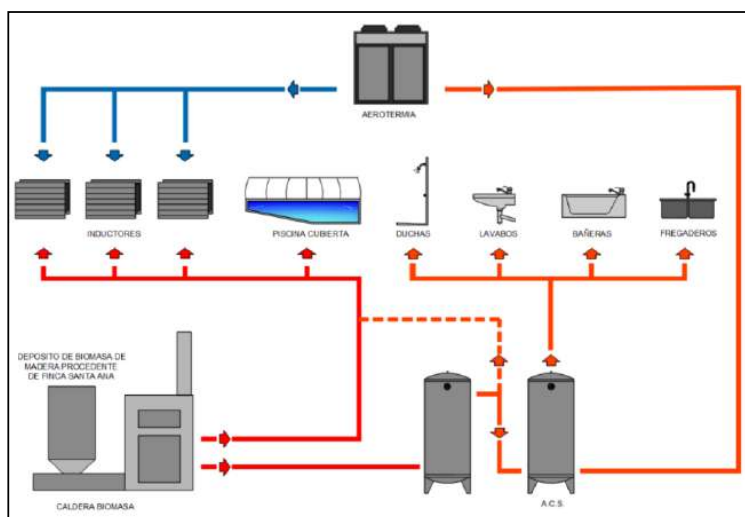 AEROTERMIA
INDUCTORES
PISCINA CUBIERTA
DUCHAS
LAVABOS
BAÑERAS
FREGADEROS
DEPOSITO DE BIOMASA DE
MADERA PROCEDENTE
DE FINCA SANTA ANA
CALDERA BIOMASA
A.C.S.